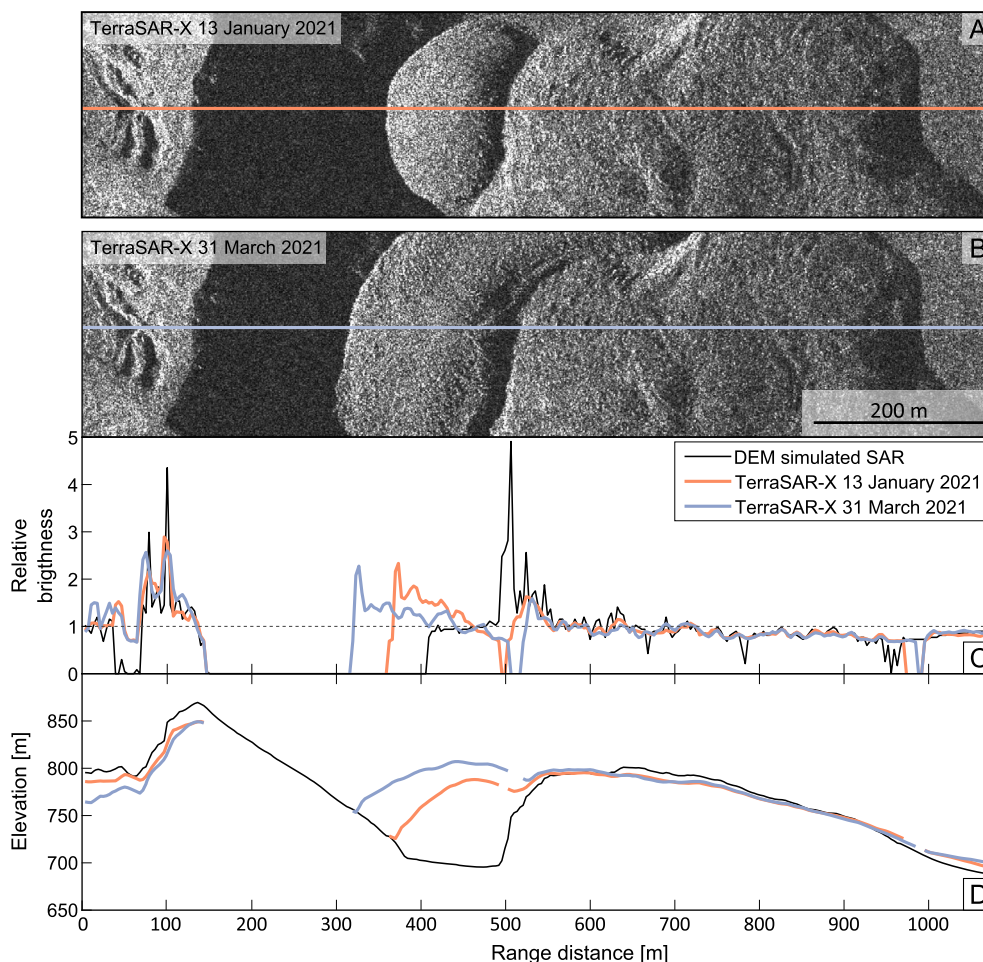 TerraSAR-X 13 January 2021
A
TerraSAR-X 31 March 2021
B
200 m
5
4
3
2
1
0
Relative
brigthness
DEM simulated SAR
TerraSAR-X 13 January 2021
TerraSAR-X 31 March 2021
C
850
800
750
700
650
Elevation [m]
D
0 100 200 300 400 500 600 700 800 900 1000
Range distance [m]